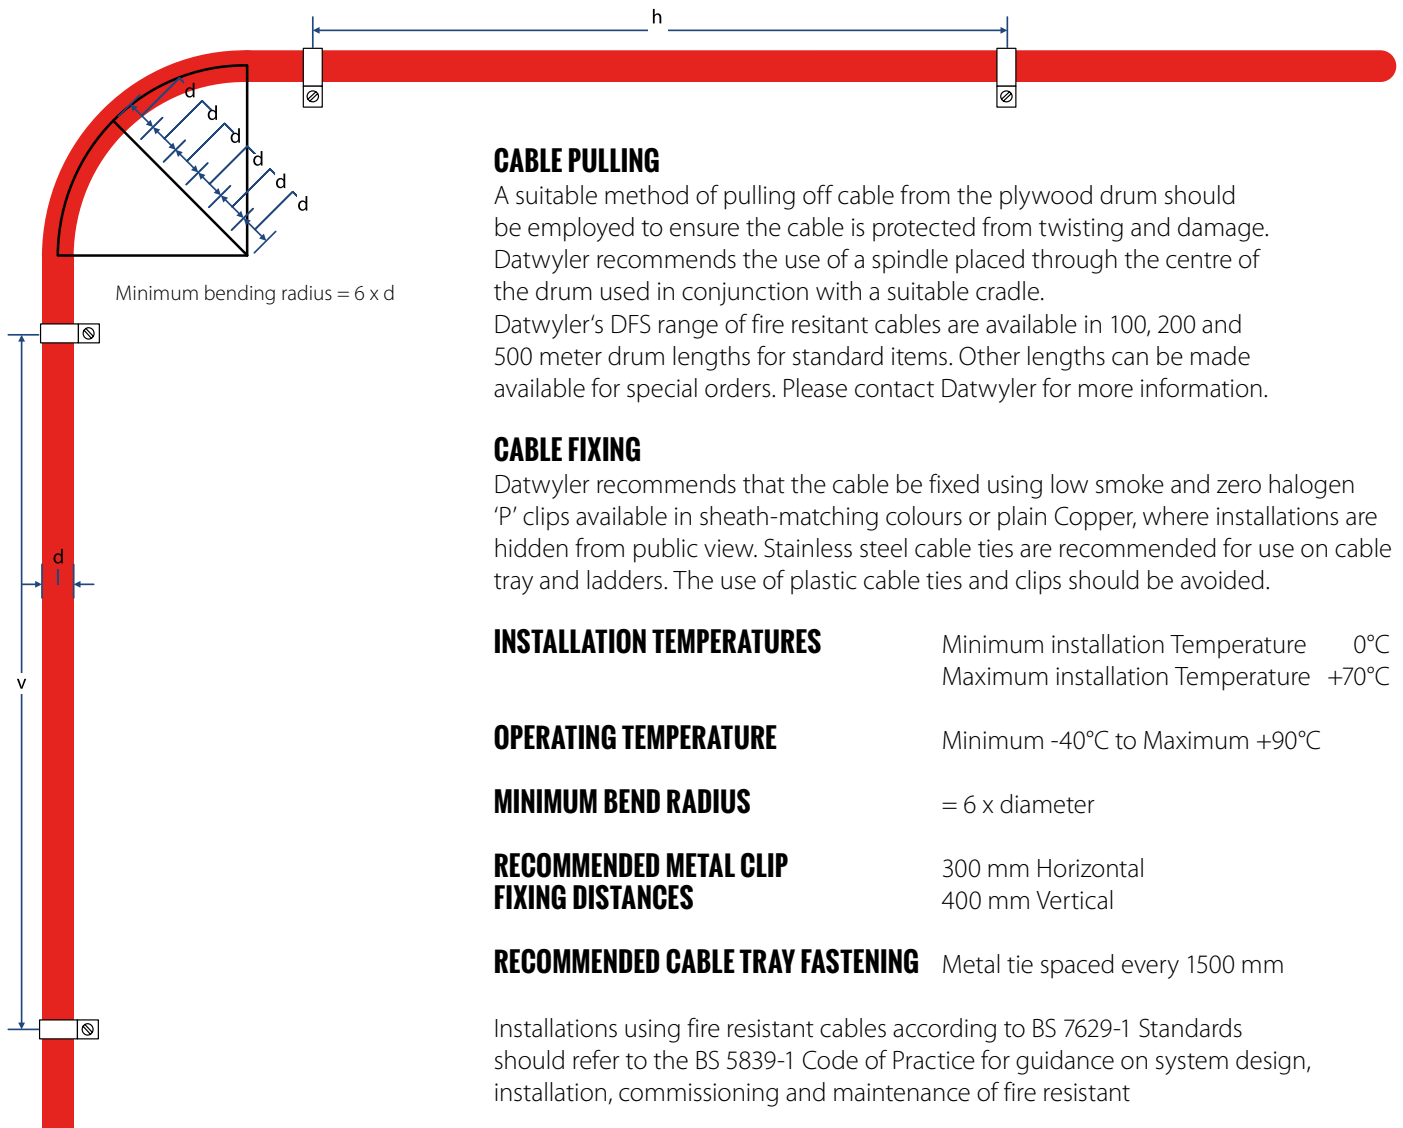 h
d
d
d
d
d
d
Minimum bending radius = 6 x d
d
v
CABLE PULLING
A suitable method of pulling off cable from the plywood drum should
be employed to ensure the cable is protected from twisting and damage.
Datwyler recommends the use of a spindle placed through the centre of
the drum used in conjunction with a suitable cradle.
Datwyler‘s DFS range of fire resitant cables are available in 100, 200 and
500 meter drum lengths for standard items. Other lengths can be made
available for special orders. Please contact Datwyler for more information.
CABLE FIXING
Datwyler recommends that the cable be fixed using low smoke and zero halogen
‘P’ clips available in sheath-matching colours or plain Copper, where installations are
hidden from public view. Stainless steel cable ties are recommended for use on cable
tray and ladders. The use of plastic cable ties and clips should be avoided.
INSTALLATION TEMPERATURES Minimum installation Temperature 0°C
Maximum installation Temperature +70°C
OPERATING TEMPERATURE Minimum -40°C to Maximum +90°C
MINIMUM BEND RADIUS = 6 x diameter
RECOMMENDED METAL CLIP 300 mm Horizontal
FIXING DISTANCES 400 mm Vertical
RECOMMENDED CABLE TRAY FASTENING Metal tie spaced every 1500 mm
Installations using fire resistant cables according to BS 7629-1 Standards
should refer to the BS 5839-1 Code of Practice for guidance on system design,
installation, commissioning and maintenance of fire resistant